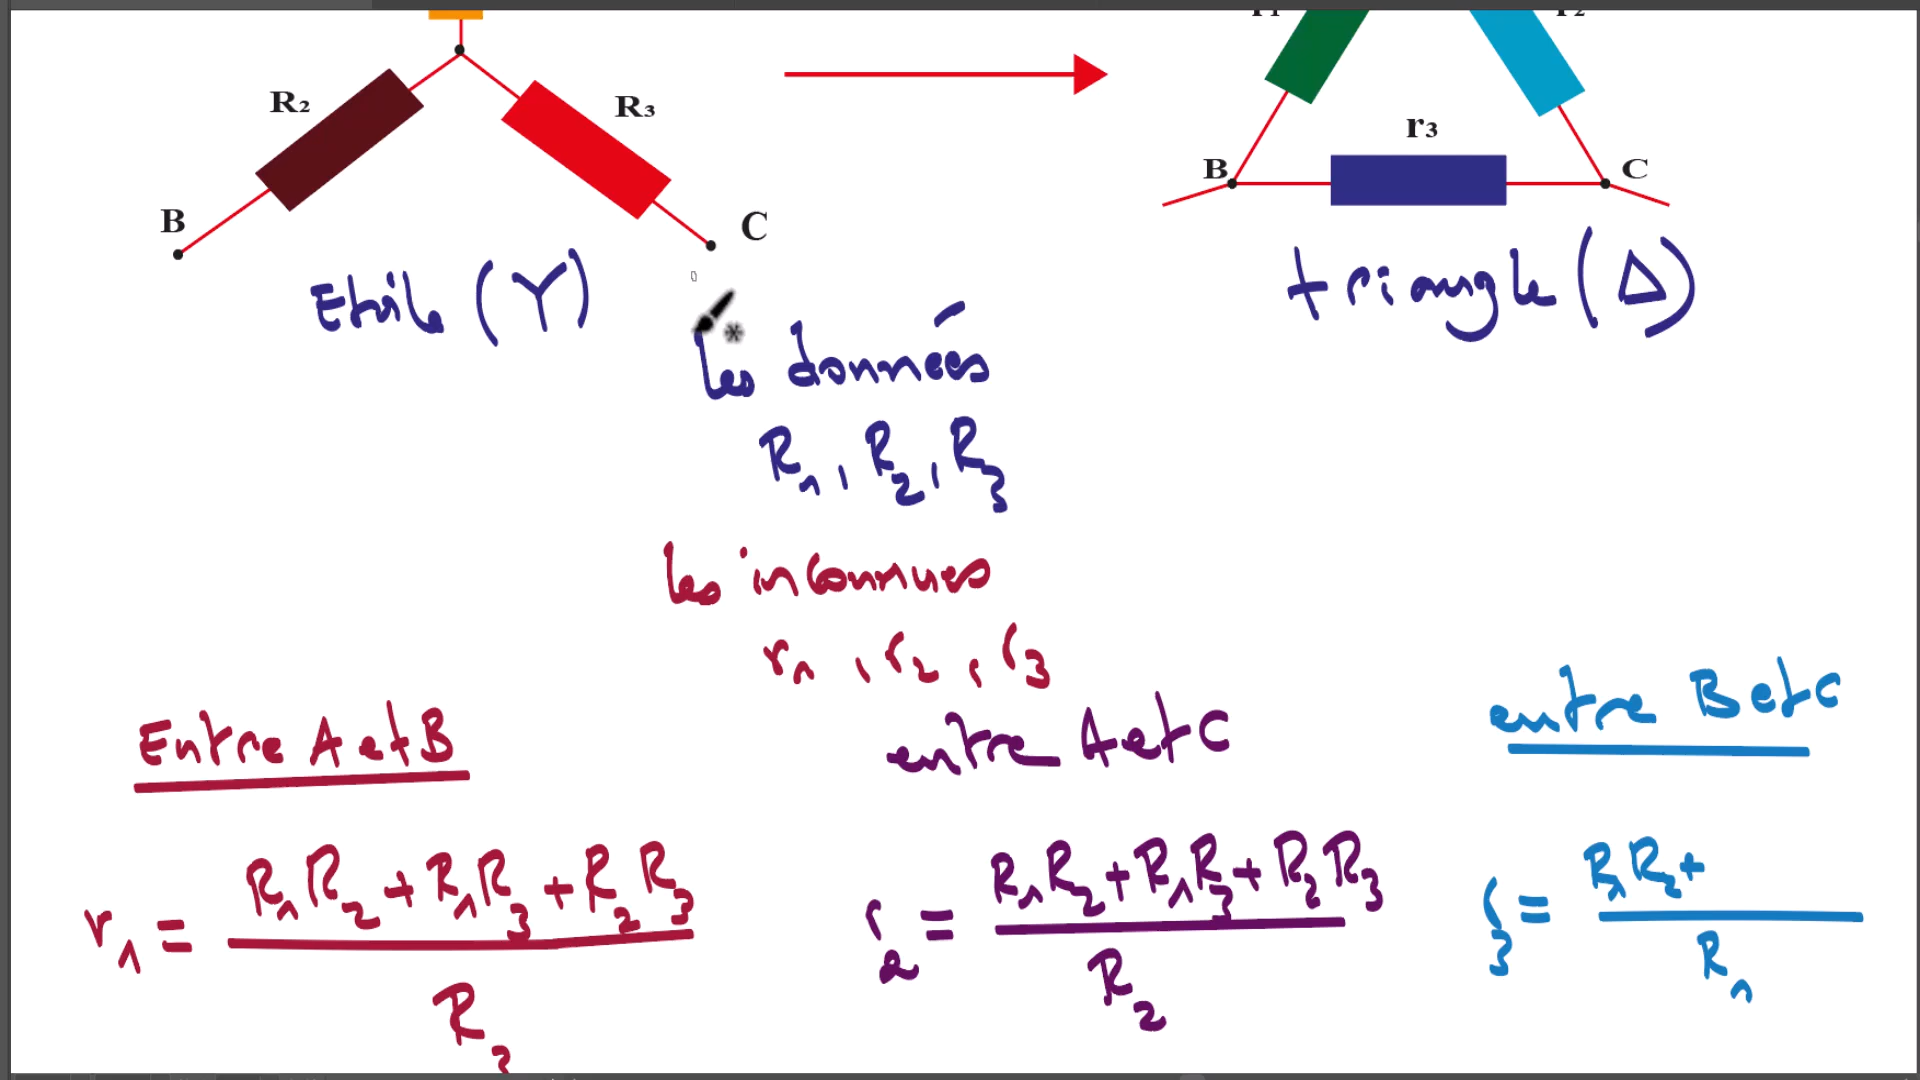 R₂
R₃
B
C
r₃
B
C
Etoile (Y)
triangle (Δ)
les données
R₁, R₂, R₃
les inconnues
r₁, r₂, r₃
Entre A et B
entre A et C
entre B et C
r₁ = (R₁R₂ + R₁R₃ + R₂R₃) / R₃
r₂ = (R₁R₂ + R₁R₃ + R₂R₃) / R₂
r₃ = (R₁R₂ + ) / R₁